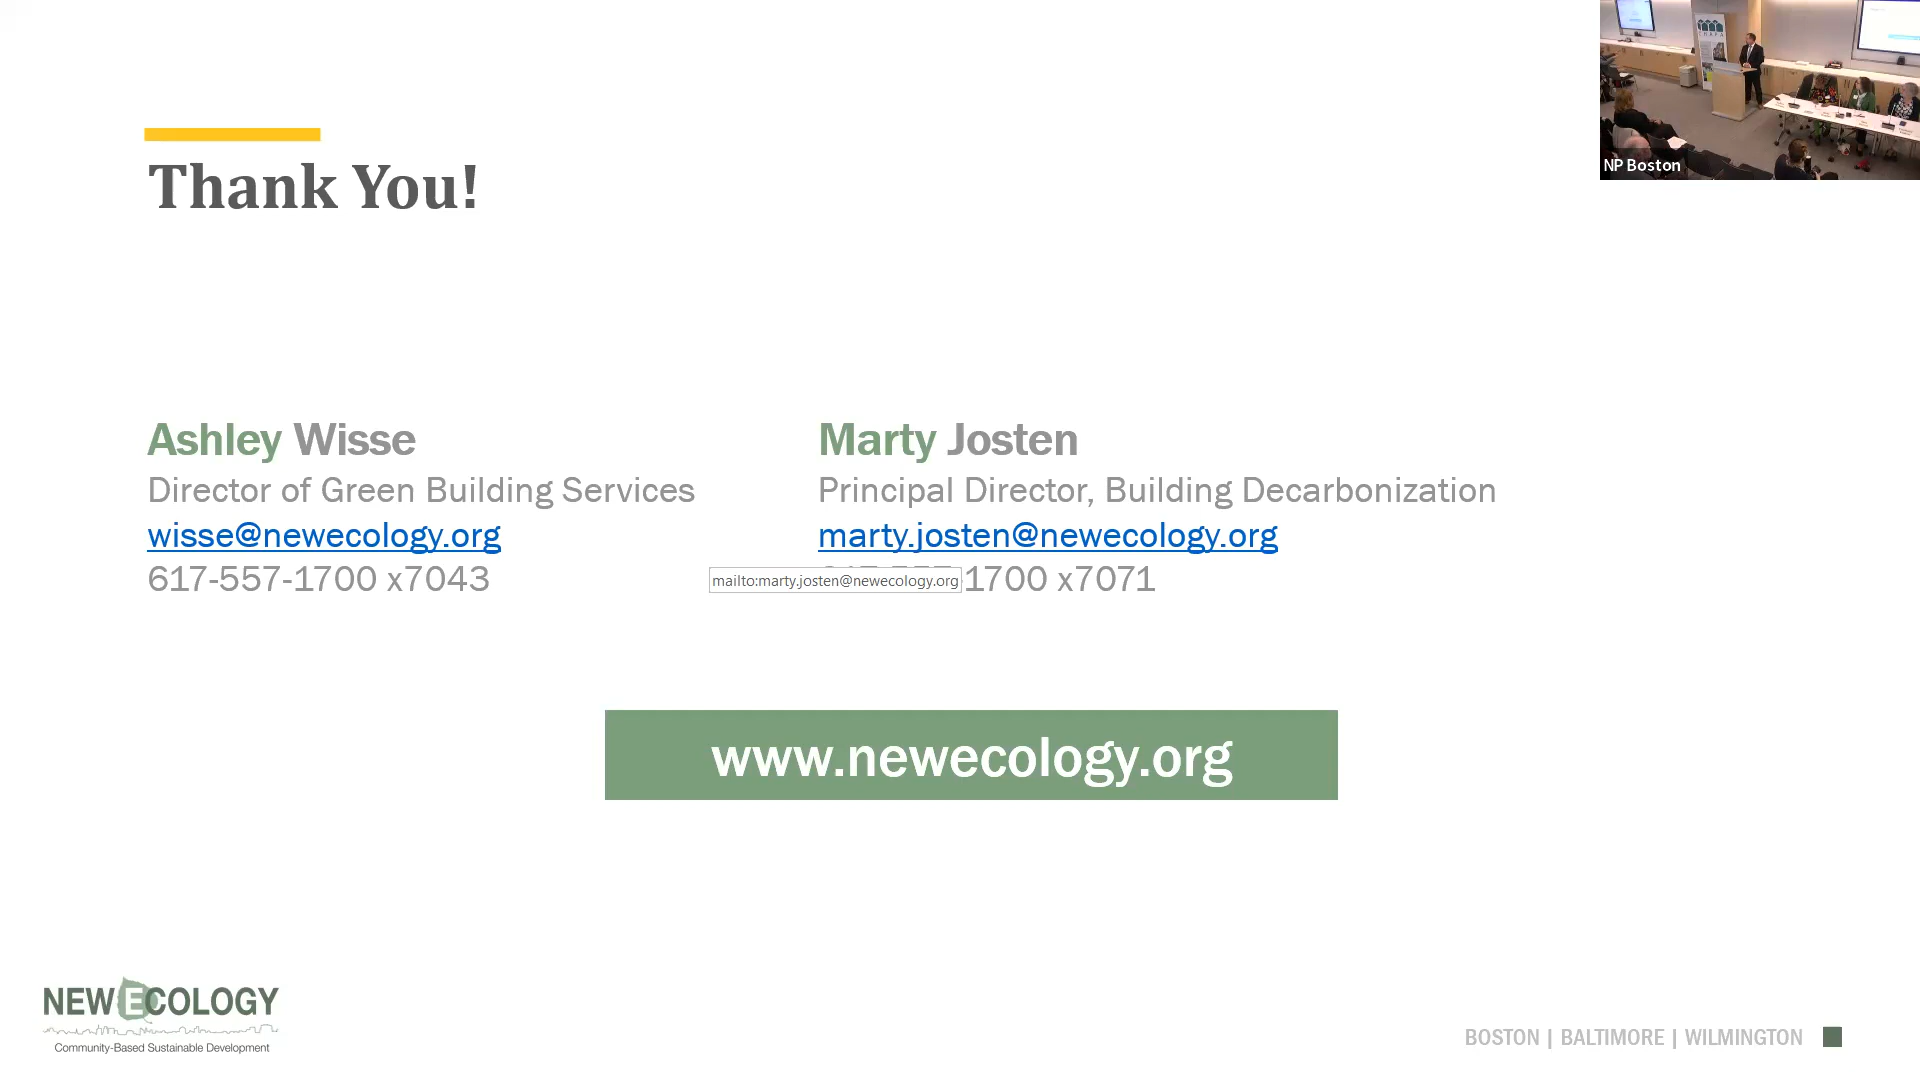 Thank You!
NP Boston
Ashley Wisse
Director of Green Building Services
wisse@newecology.org
617-557-1700 x7043
Marty Josten
Principal Director, Building Decarbonization
marty.josten@newecology.org
mailto:marty.josten@newecology.org
-1700 x7071
www.newecology.org
NEW ECOLOGY
Community-Based Sustainable Development
BOSTON | BALTIMORE | WILMINGTON